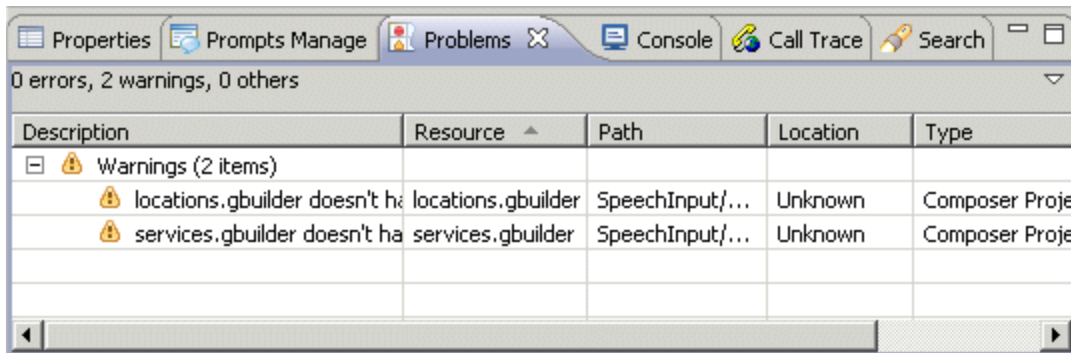 Properties Prompts Manage Problems Console Call Trace Search
0 errors, 2 warnings, 0 others
Description Resource Path Location Type
Warnings (2 items)
locations.gbuilder doesn't ha locations.gbuilder SpeechInput/... Unknown Composer Proje
services.gbuilder doesn't ha services.gbuilder SpeechInput/... Unknown Composer Proje